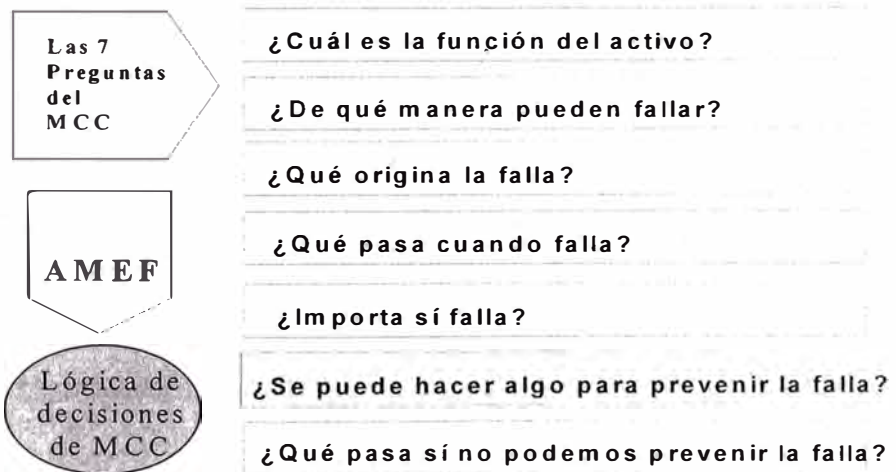 Las 7
Preguntas
del
MCC
¿Cuál es la función del activo?
¿De qué manera pueden fallar?
¿Qué origina la falla?
¿Qué pasa cuando falla?
AMEF
¿Importa sí falla?
Lógica de
decisiones
de MCC
¿Se puede hacer algo para prevenir la falla?
¿Qué pasa sí no podemos prevenir la falla?